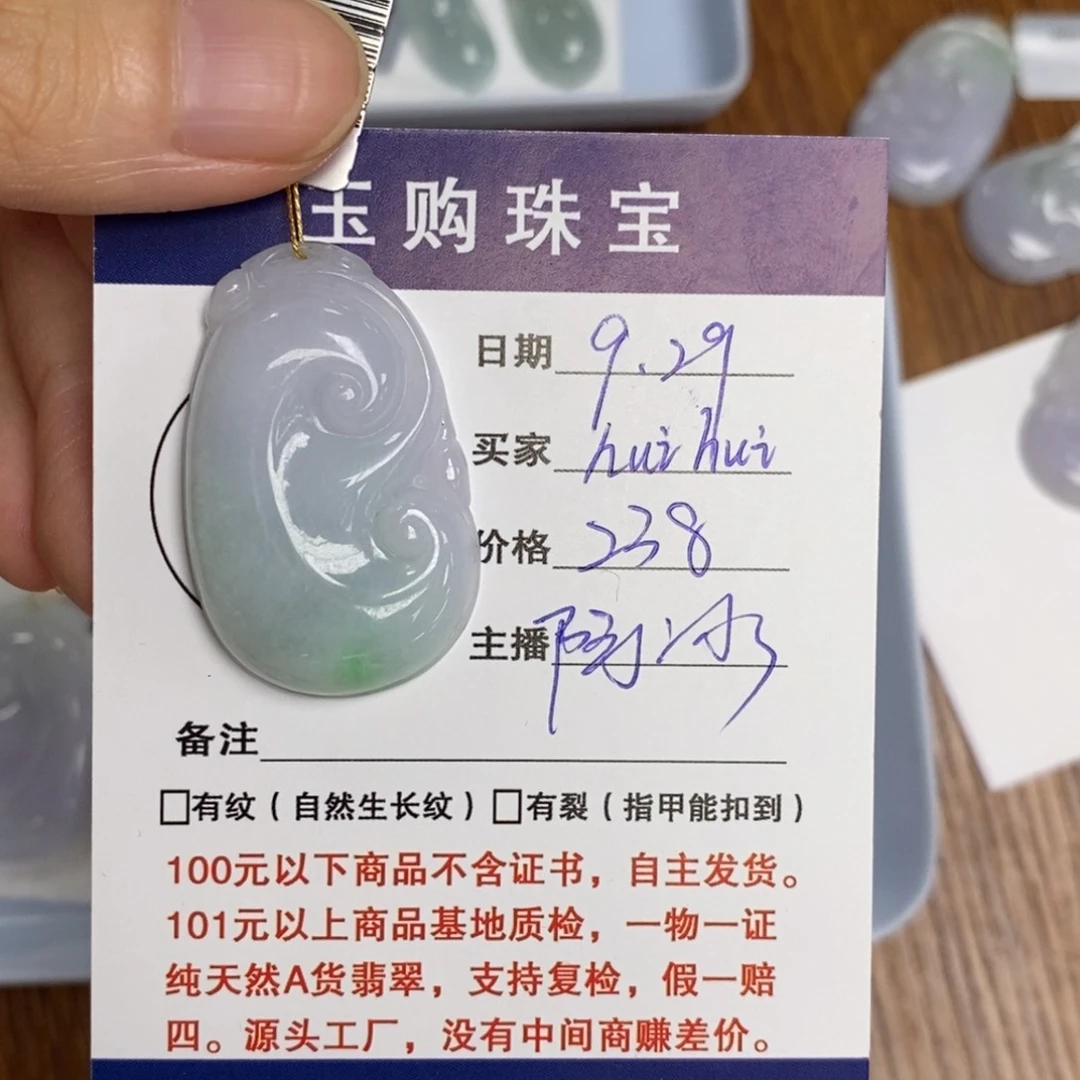 玉购珠宝
日期 9.29
买家 huihui
价格 238
主播 陶冰
备注
□有纹（自然生长纹）□有裂（指甲能扣到）
100元以下商品不含证书，自主发货。
101元以上商品基地质检，一物一证
纯天然A货翡翠，支持复检，假一赔
四。源头工厂，没有中间商赚差价。